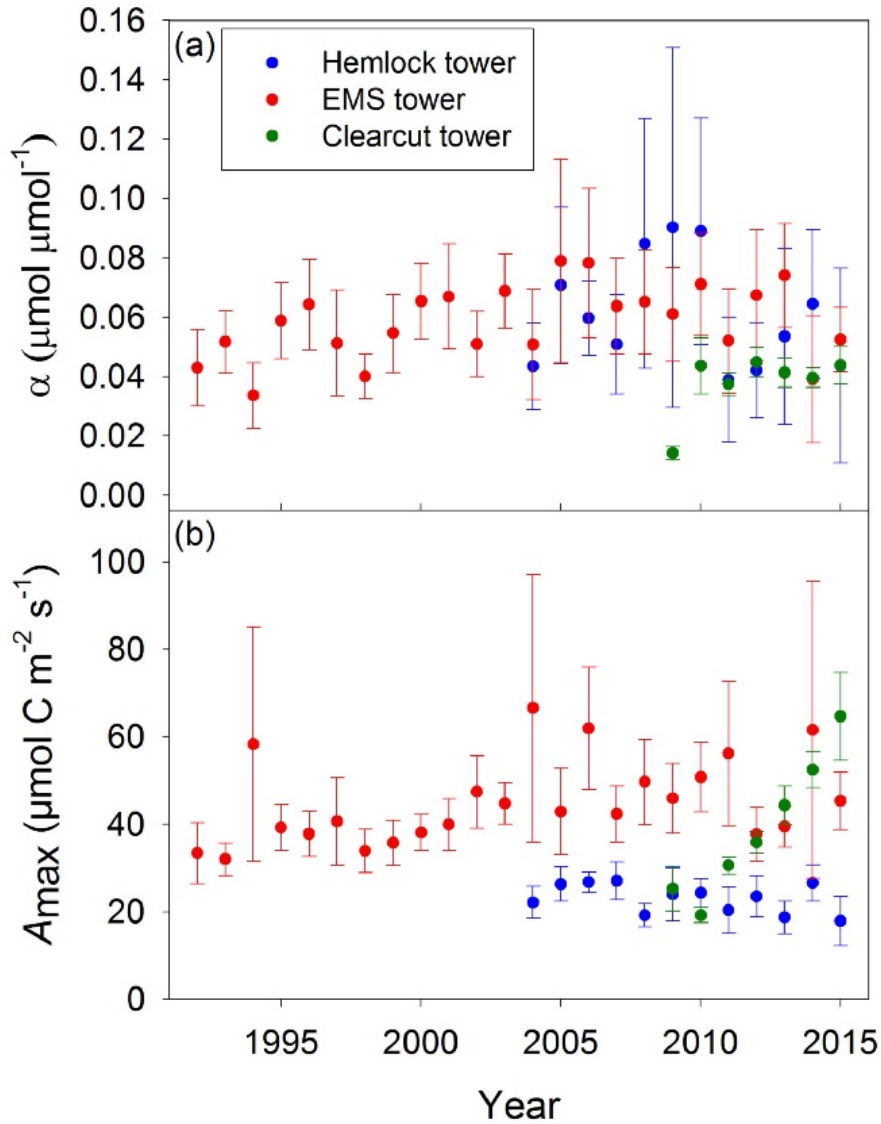 (a)
Hemlock tower
EMS tower
Clearcut tower
0.16
0.14
0.12
0.10
0.08
0.06
0.04
0.02
0.00
α (µmol µmol⁻¹)
(b)
100
80
60
40
20
0
Amax (µmol C m⁻² s⁻¹)
1995 2000 2005 2010 2015
Year